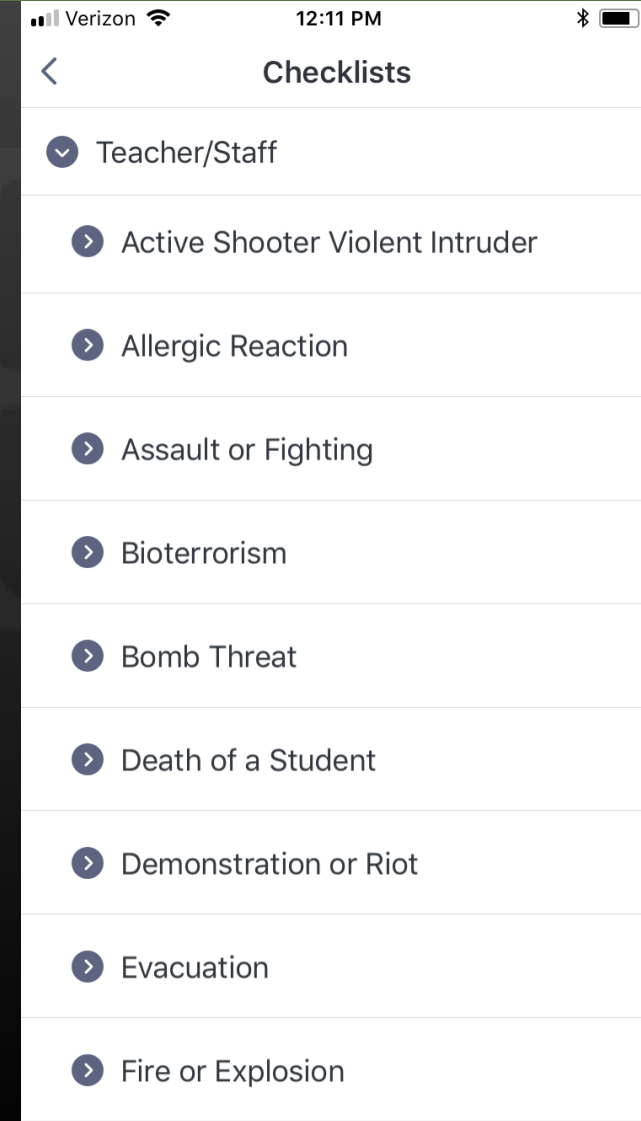 Verizon 12:11 PM
Checklists
Teacher/Staff
Active Shooter Violent Intruder
Allergic Reaction
Assault or Fighting
Bioterrorism
Bomb Threat
Death of a Student
Demonstration or Riot
Evacuation
Fire or Explosion